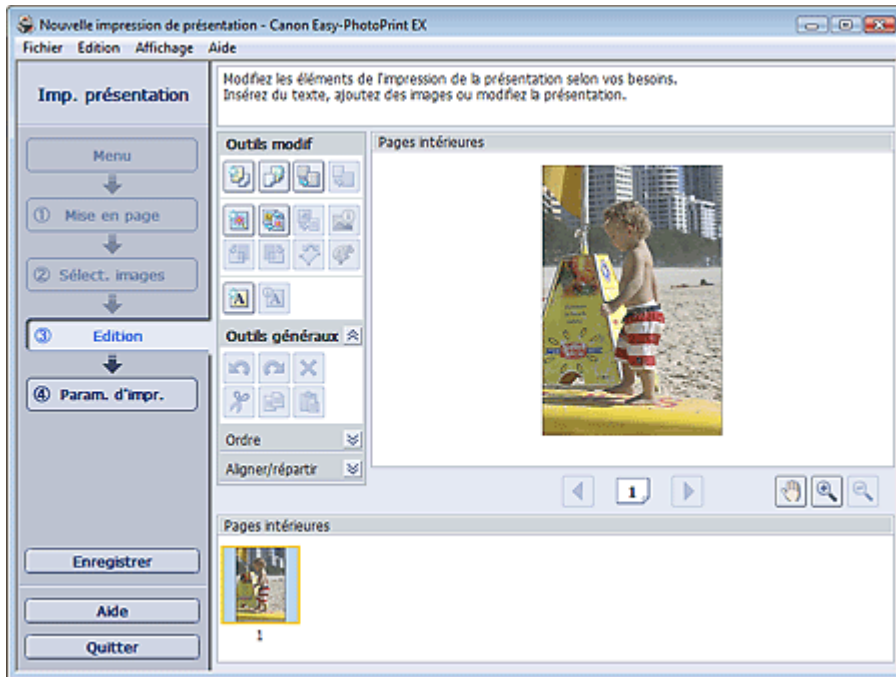 Nouvelle impression de présentation - Canon Easy-PhotoPrint EX
Fichier Edition Affichage Aide
Imp. présentation
Modifiez les éléments de l'impression de la présentation selon vos besoins.
Insérez du texte, ajoutez des images ou modifiez la présentation.
Menu
① Mise en page
② Sélect. images
③ Edition
④ Param. d'impr.
Enregistrer
Aide
Quitter
Outils modif
A
A
Outils généraux
Ordre
Aligner/répartir
Pages intérieures
1
Pages intérieures
1